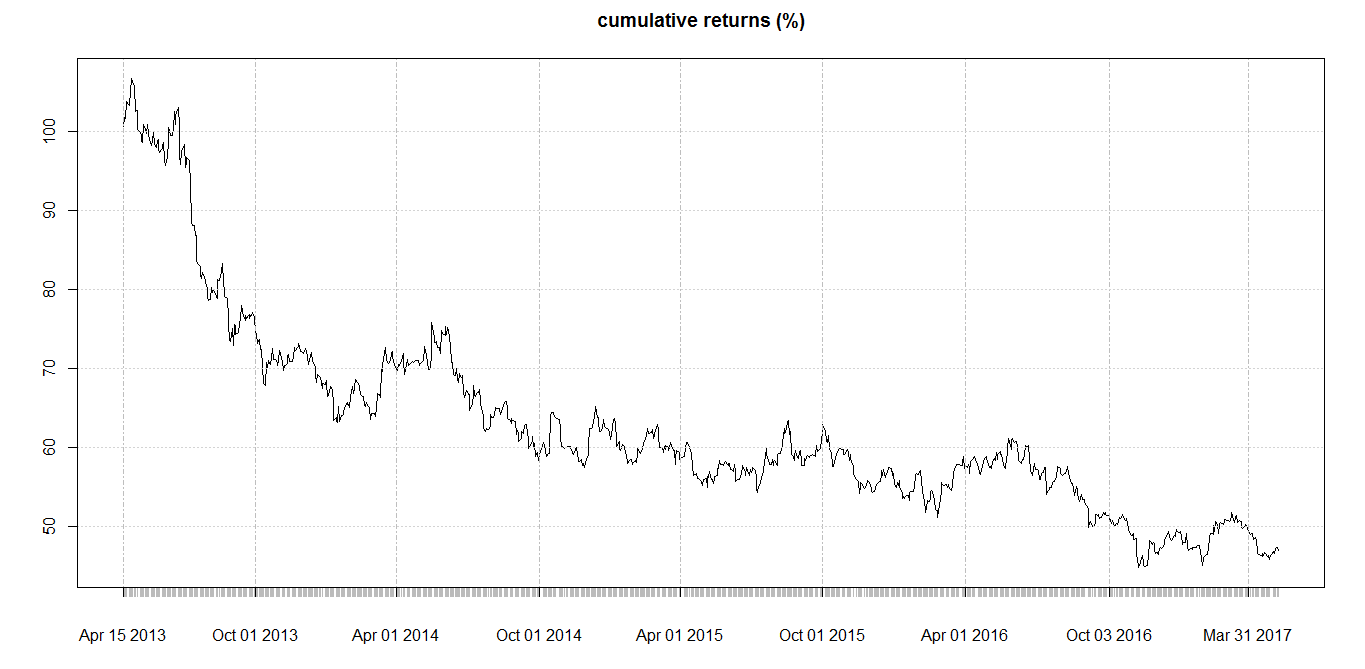 cumulative returns (%)
100
90
80
70
60
50
Apr 15 2013
Oct 01 2013
Apr 01 2014
Oct 01 2014
Apr 01 2015
Oct 01 2015
Apr 01 2016
Oct 03 2016
Mar 31 2017